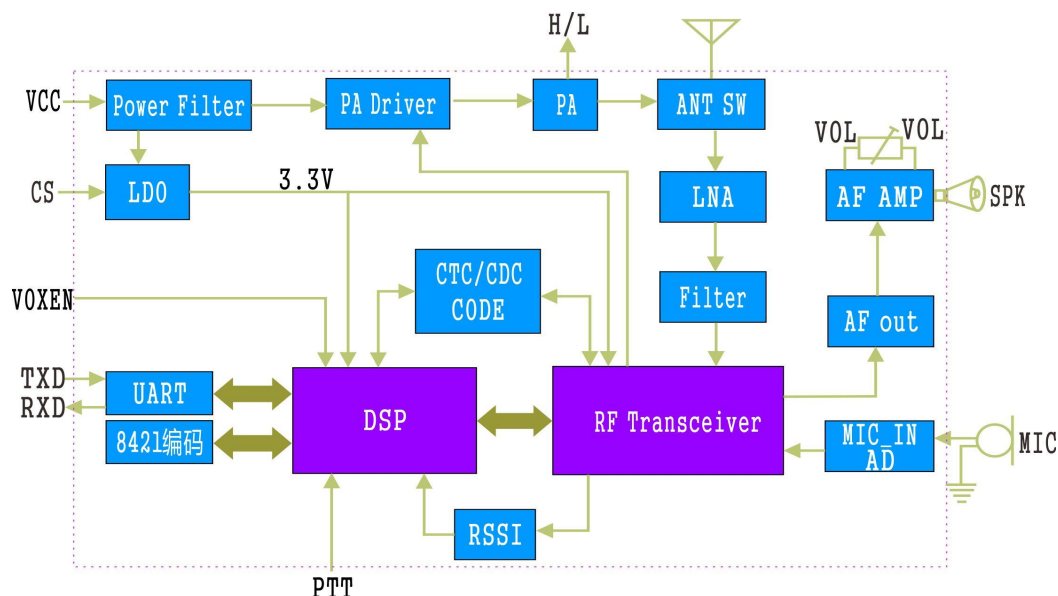 H/L
VCC
Power Filter
PA Driver
PA
ANT SW
VOL
VOL
CS
LDO
3.3V
LNA
AF AMP
SPK
CTC/CDC
CODE
VOXEN
Filter
AF out
TXD
RXD
UART
DSP
RF Transceiver
8421编码
MIC_IN
AD
MIC
RSSI
PTT